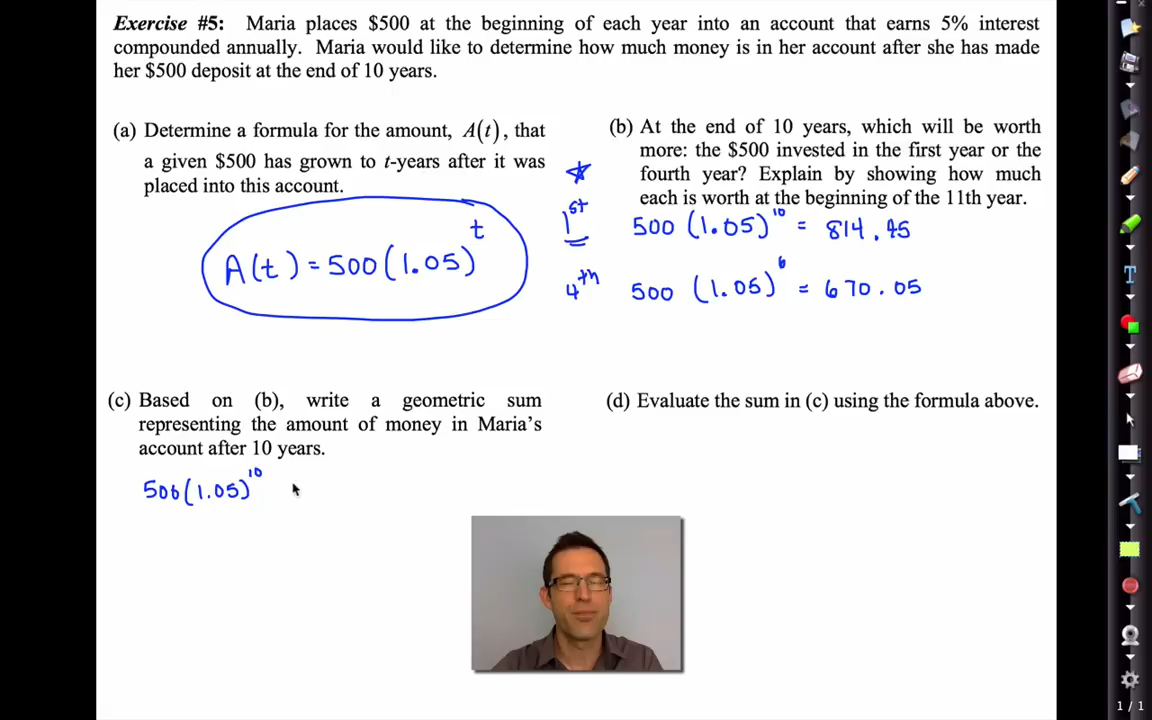 Exercise #5: Maria places $500 at the beginning of each year into an account that earns 5% interest
compounded annually. Maria would like to determine how much money is in her account after she has made
her $500 deposit at the end of 10 years.
(a) Determine a formula for the amount, A(t), that
a given $500 has grown to t-years after it was
placed into this account.
A(t) = 500(1.05)^t
(b) At the end of 10 years, which will be worth
more: the $500 invested in the first year or the
fourth year? Explain by showing how much
each is worth at the beginning of the 11th year.
1st 500 (1.05)^10 = 814.45
4th 500 (1.05)^6 = 670.05
(c) Based on (b), write a geometric sum
representing the amount of money in Maria's
account after 10 years.
500(1.05)^10
(d) Evaluate the sum in (c) using the formula above.
T
1 / 1